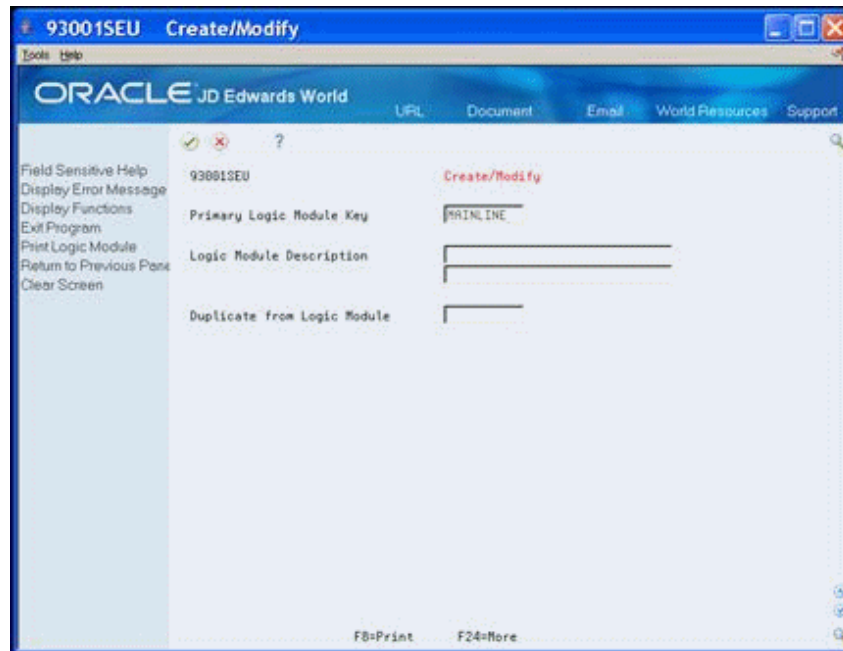 93001SEU Create/Modify
Tools Help
ORACLE JD Edwards World
URL Document Email World Resources Support
?
Field Sensitive Help
Display Error Message
Display Functions
Exit Program
Print Logic Module
Return to Previous Pane
Clear Screen
93001SEU Create/Modify
Primary Logic Module Key MAINLINE
Logic Module Description
Duplicate from Logic Module
F8=Print F24=More